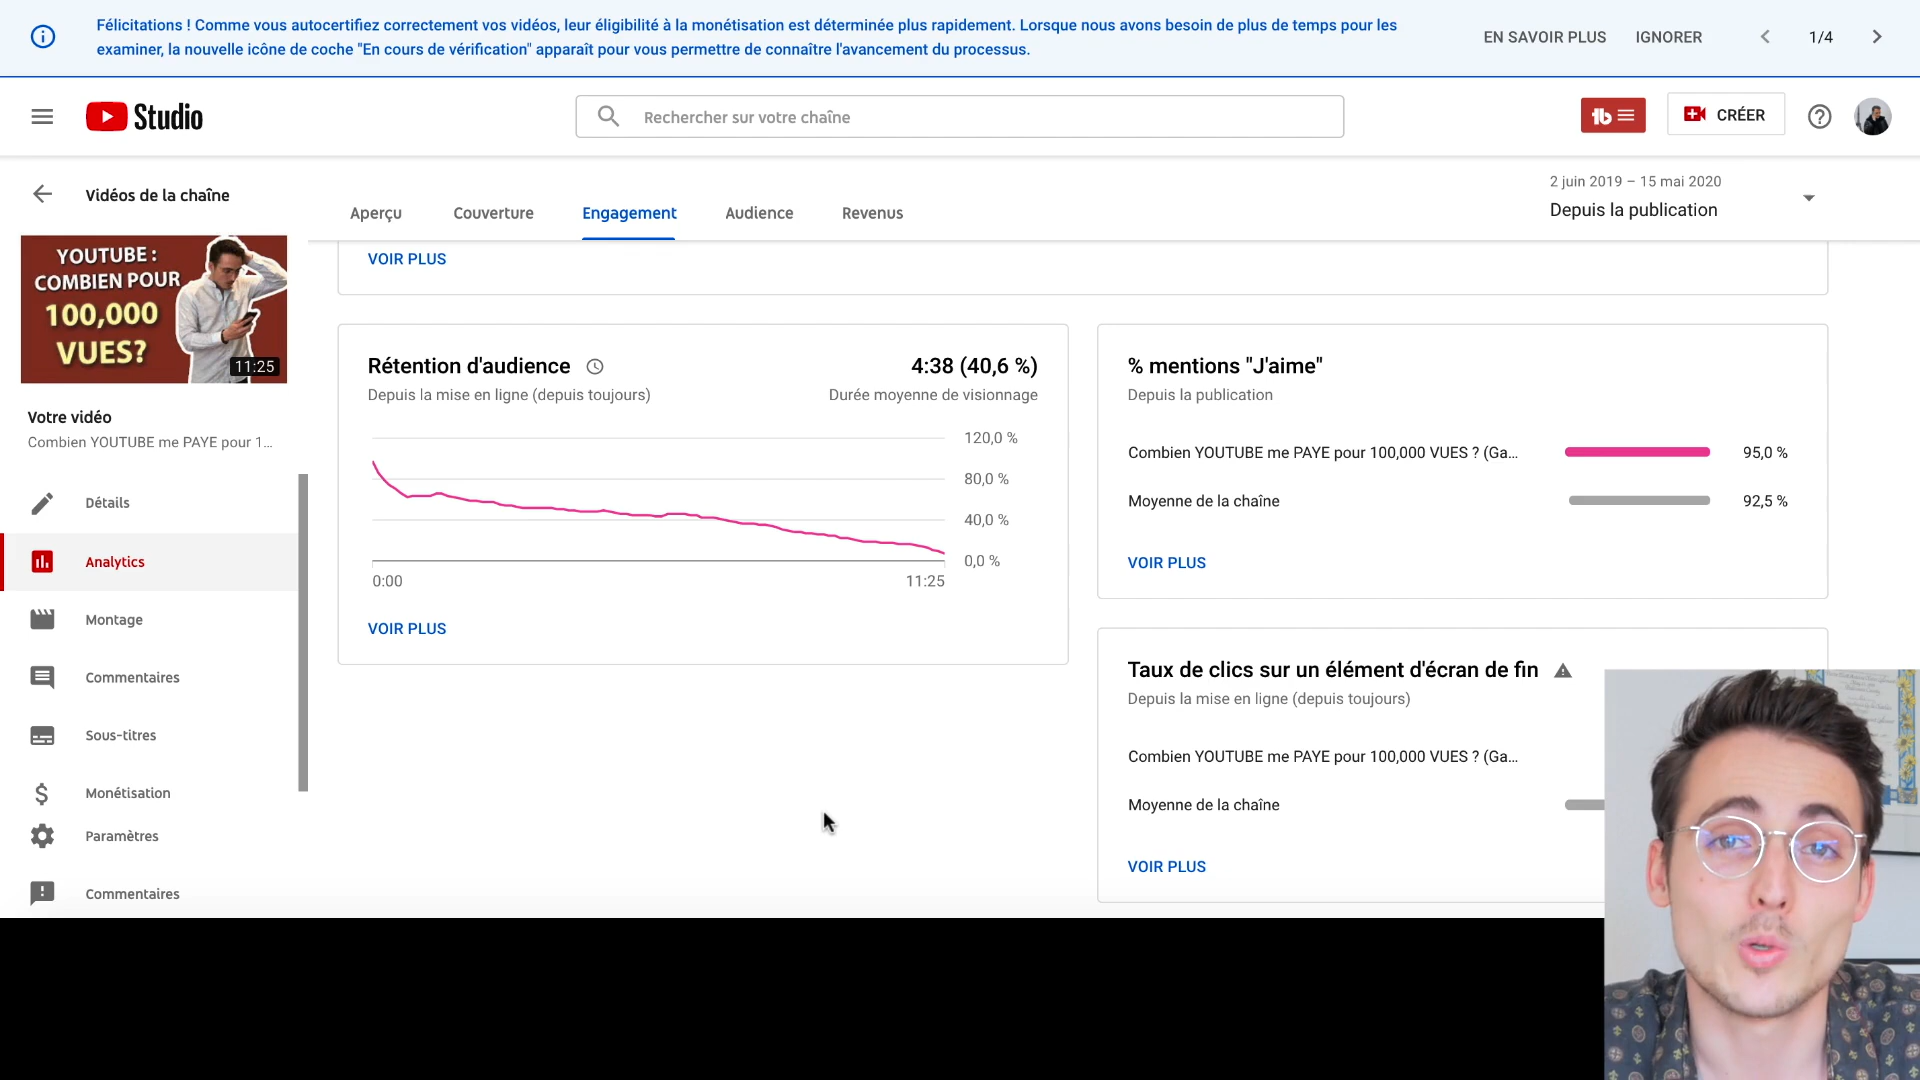 Félicitations ! Comme vous autocertifiez correctement vos vidéos, leur éligibilité à la monétisation est déterminée plus rapidement. Lorsque nous avons besoin de plus de temps pour les
examiner, la nouvelle icône de coche "En cours de vérification" apparaît pour vous permettre de connaître l'avancement du processus.
EN SAVOIR PLUS
IGNORER
1/4
Studio
Rechercher sur votre chaîne
CRÉER
Vidéos de la chaîne
Aperçu
Couverture
Engagement
Audience
Revenus
2 juin 2019 – 15 mai 2020
Depuis la publication
YOUTUBE :
COMBIEN POUR
100,000
VUES?
11:25
Votre vidéo
Combien YOUTUBE me PAYE pour 1...
Détails
Analytics
Montage
Commentaires
Sous-titres
Monétisation
Paramètres
Commentaires
VOIR PLUS
Rétention d'audience
4:38 (40,6 %)
Depuis la mise en ligne (depuis toujours)
Durée moyenne de visionnage
120,0 %
80,0 %
40,0 %
0,0 %
0:00
11:25
VOIR PLUS
% mentions "J'aime"
Depuis la publication
Combien YOUTUBE me PAYE pour 100,000 VUES ? (Ga...
95,0 %
Moyenne de la chaîne
92,5 %
VOIR PLUS
Taux de clics sur un élément d'écran de fin
Depuis la mise en ligne (depuis toujours)
Combien YOUTUBE me PAYE pour 100,000 VUES ? (Ga...
Moyenne de la chaîne
VOIR PLUS